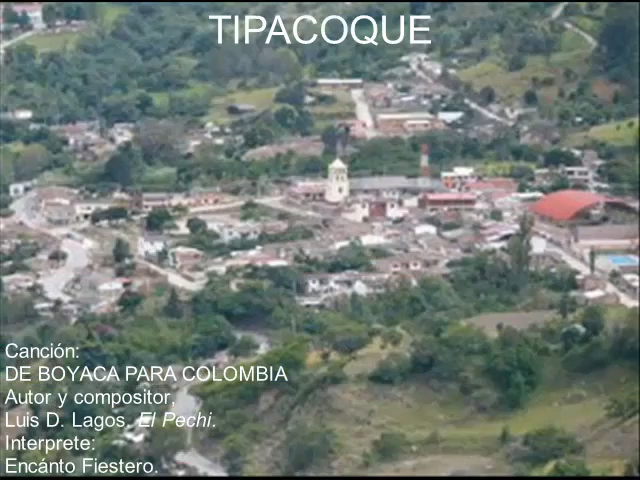 TIPACOQUE
Canción:
DE BOYACA PARA COLOMBIA
Autor y compositor,
Luis D. Lagos, El Pechi.
Interprete:
Encánto Fiestero.